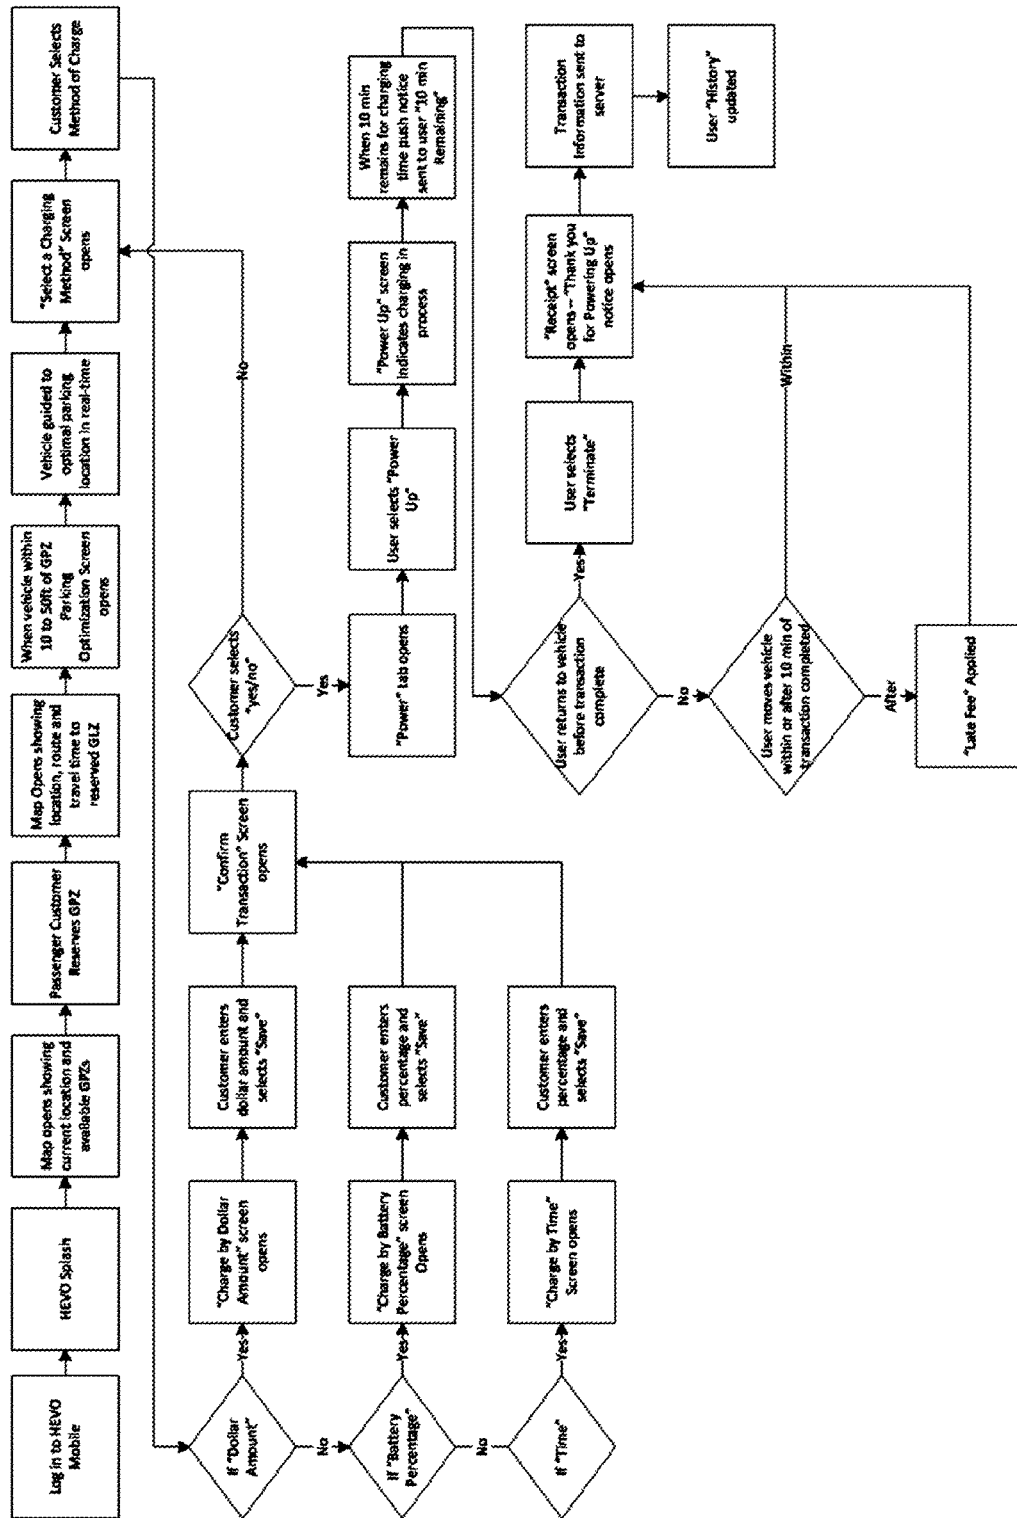 Log in to HEVO
Mobile
HEVO Splash
Map opens showing
current location and
available GPZs
Passenger Customer
Reserves GPZ
Map Opens showing
location, route and
travel time to
reserved GLZ
When vehicle within
10 to 50ft of GPZ
Parking
Optimization Screen
opens
Vehicle guided to
optimal parking
location in real-time
"Select a Charging
Method" Screen
opens
Customer Selects
Method of Charge
If "Dollar
Amount"
Yes
"Charge by Dollar
Amount" screen
opens
Customer enters
dollar amount and
selects "Save"
"Confirm
Transaction" Screen
opens
Customer selects
"yes/no"
No
No
If "Battery
Percentage"
Yes
"Charge by Battery
Percentage" screen
Opens
Customer enters
percentage and
selects "Save"
Yes
"Power" tab opens
User selects "Power
Up"
"Power Up" screen
indicates charging in
process
When 10 min
remains for charging
time push notice
sent to user "10 min
Remaining"
No
If "Time"
Yes
"Charge by Time"
Screen opens
Customer enters
percentage and
selects "Save"
User returns to vehicle
before transaction
complete
Yes
User selects
"Terminate"
"Receipt" screen
opens – "Thank you
for Powering Up"
notice opens
Transaction
Information sent to
server
User "History"
updated
No
User moves vehicle
within or after 10 min of
transaction completed
Within
After
"Late Fee" Applied